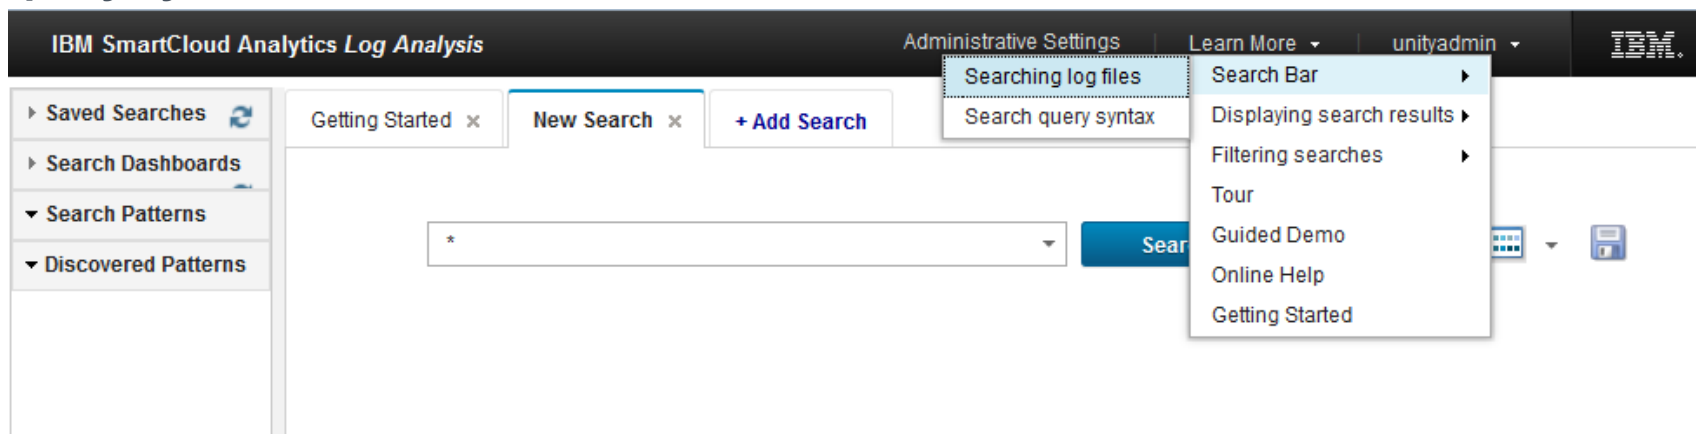 IBM SmartCloud Analytics Log Analysis
Administrative Settings
Learn More
unityadmin
IBM.
Searching log files
Search query syntax
Search Bar
Displaying search results
Filtering searches
Tour
Guided Demo
Online Help
Getting Started
Saved Searches
Search Dashboards
Search Patterns
Discovered Patterns
Getting Started ×
New Search ×
+ Add Search
*
Sear